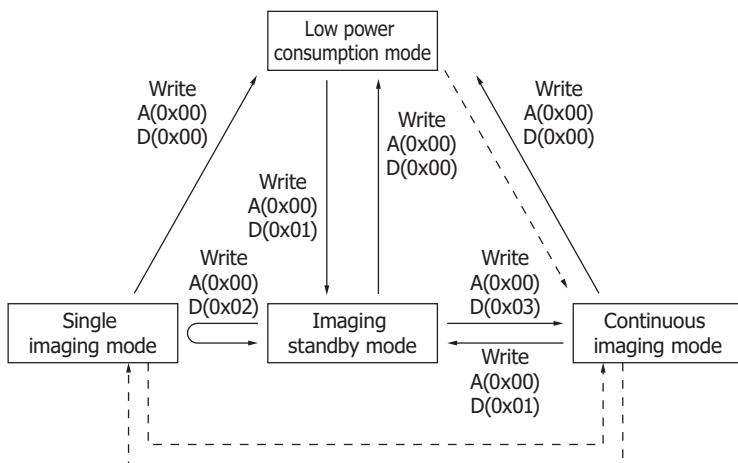 Low power
consumption mode
Write
A(0x00)
D(0x00)
Write
A(0x00)
D(0x01)
Write
A(0x00)
D(0x00)
Write
A(0x00)
D(0x00)
Write
A(0x00)
D(0x02)
Write
A(0x00)
D(0x03)
Single
imaging mode
Imaging
standby mode
Continuous
imaging mode
Write
A(0x00)
D(0x01)